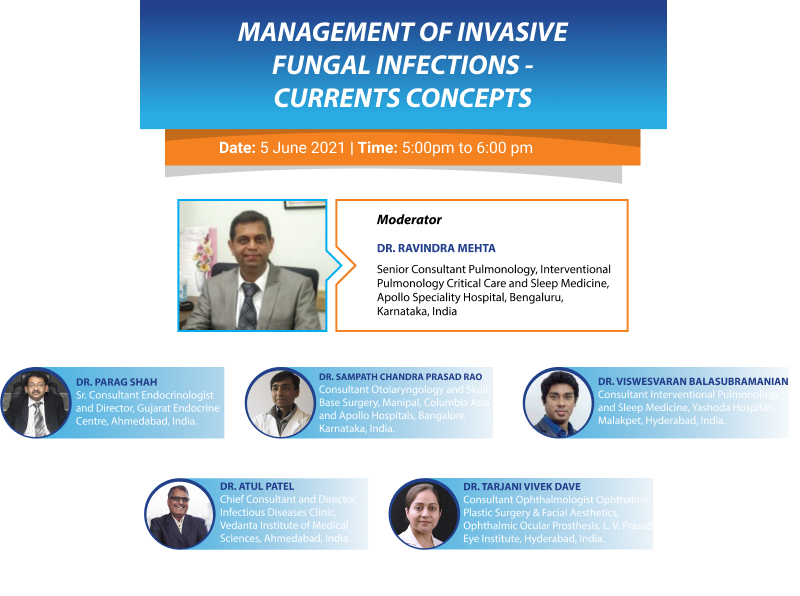 MANAGEMENT OF INVASIVE
FUNGAL INFECTIONS -
CURRENTS CONCEPTS
Date: 5 June 2021 | Time: 5:00pm to 6:00 pm
Moderator
DR. RAVINDRA MEHTA
Senior Consultant Pulmonology, Interventional
Pulmonology Critical Care and Sleep Medicine,
Apollo Speciality Hospital, Bengaluru,
Karnataka, India
DR. PARAG SHAH
Sr. Consultant Endocrinologist
and Director, Gujarat Endocrine
Centre, Ahmedabad, India.
DR. SAMPATH CHANDRA PRASAD RAO
Consultant Otolaryngology and Skull
Base Surgery, Manipal, Columbia Asia
and Apollo Hospitals, Bangalore,
Karnataka, India.
DR. VISWESVARAN BALASUBRAMANIAN
Consultant Interventional Pulmonology
and Sleep Medicine, Yashoda Hospitals
Malakpet, Hyderabad, India.
DR. ATUL PATEL
Chief Consultant and Director,
Infectious Diseases Clinic,
Vedanta Institute of Medical
Sciences, Ahmedabad, India.
DR. TARJANI VIVEK DAVE
Consultant Ophthalmologist Ophthalmic
Plastic Surgery & Facial Aesthetics,
Ophthalmic Ocular Prosthesis, L. V. Prasad
Eye Institute, Hyderabad, India.